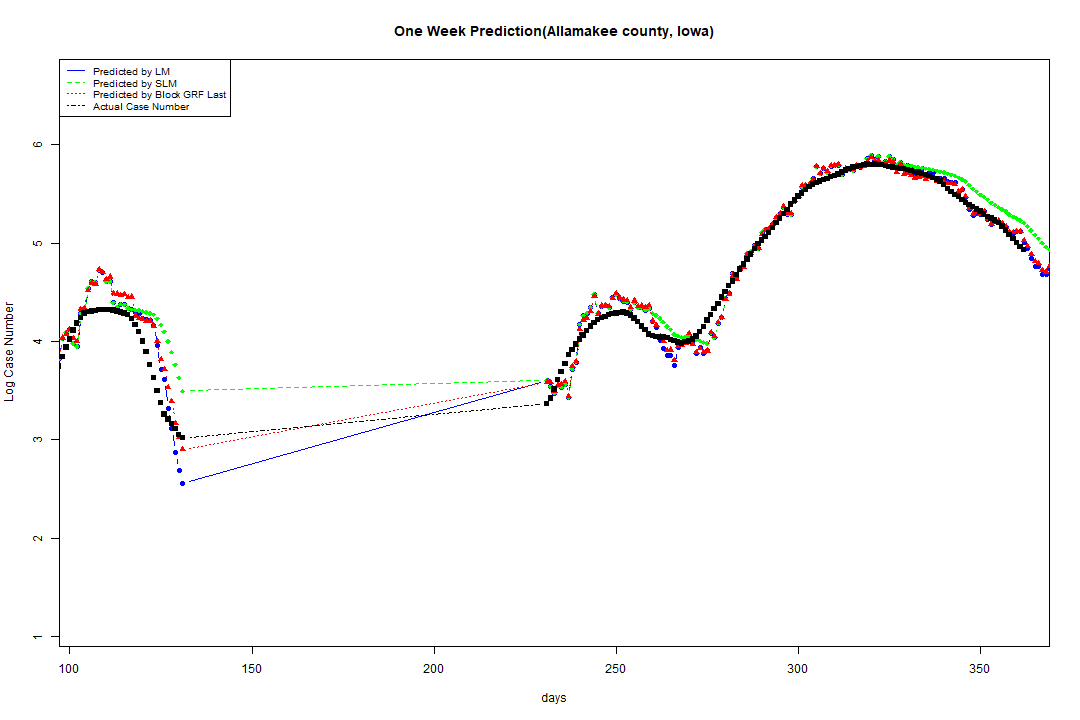 One Week Prediction(Allamakee county, Iowa)
Predicted by LM
Predicted by SLM
Predicted by Block GRF Last
Actual Case Number
Log Case Number
6
5
4
3
2
1
100 150 200 250 300 350
days